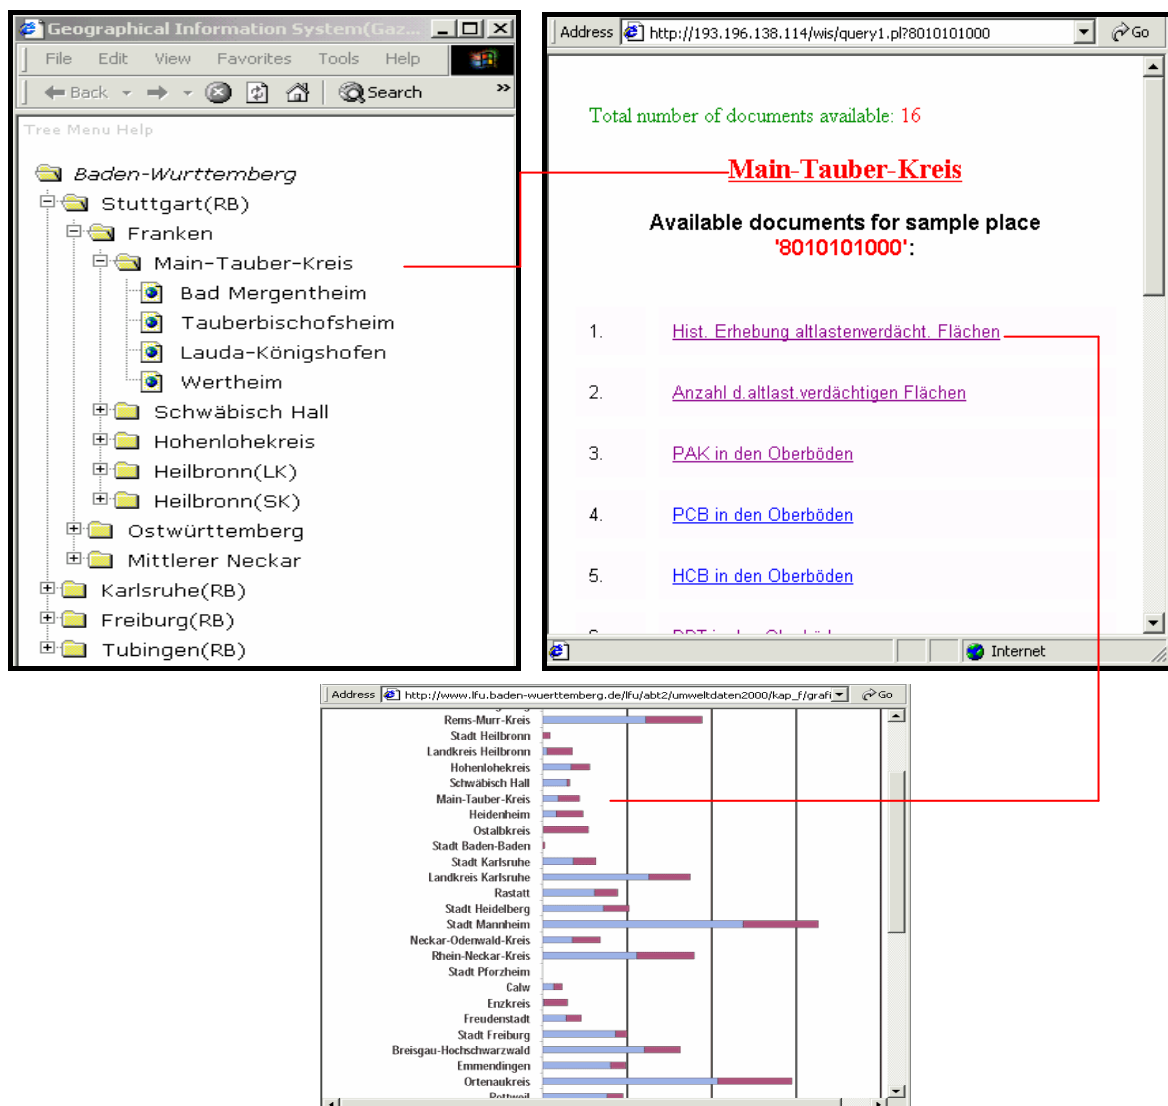 Geographical Information System(Gaz...
File Edit View Favorites Tools Help
Back Search »
Tree Menu Help
Baden-Wurttemberg
Stuttgart(RB)
Franken
Main-Tauber-Kreis
Bad Mergentheim
Tauberbischofsheim
Lauda-Königshofen
Wertheim
Schwäbisch Hall
Hohenlohekreis
Heilbronn(LK)
Heilbronn(SK)
Ostwürttemberg
Mittlerer Neckar
Karlsruhe(RB)
Freiburg(RB)
Tubingen(RB)
Address http://193.196.138.114/wis/query1.pl?8010101000 Go
Total number of documents available: 16
Main-Tauber-Kreis
Available documents for sample place
'8010101000':
1. Hist. Erhebung altlastenverdächt. Flächen
2. Anzahl d.altlast.verdächtigen Flächen
3. PAK in den Oberböden
4. PCB in den Oberböden
5. HCB in den Oberböden
Internet
Address http://www.lfu.baden-wuerttemberg.de/lfu/abt2/umweltdaten2000/kap_f/grafi Go
Rems-Murr-Kreis
Stadt Heilbronn
Landkreis Heilbronn
Hohenlohekreis
Schwäbisch Hall
Main-Tauber-Kreis
Heidenheim
Ostalbkreis
Stadt Baden-Baden
Stadt Karlsruhe
Landkreis Karlsruhe
Rastatt
Stadt Heidelberg
Stadt Mannheim
Neckar-Odenwald-Kreis
Rhein-Neckar-Kreis
Stadt Pforzheim
Calw
Enzkreis
Freudenstadt
Stadt Freiburg
Breisgau-Hochschwarzwald
Emmendingen
Ortenaukreis
Rottweil